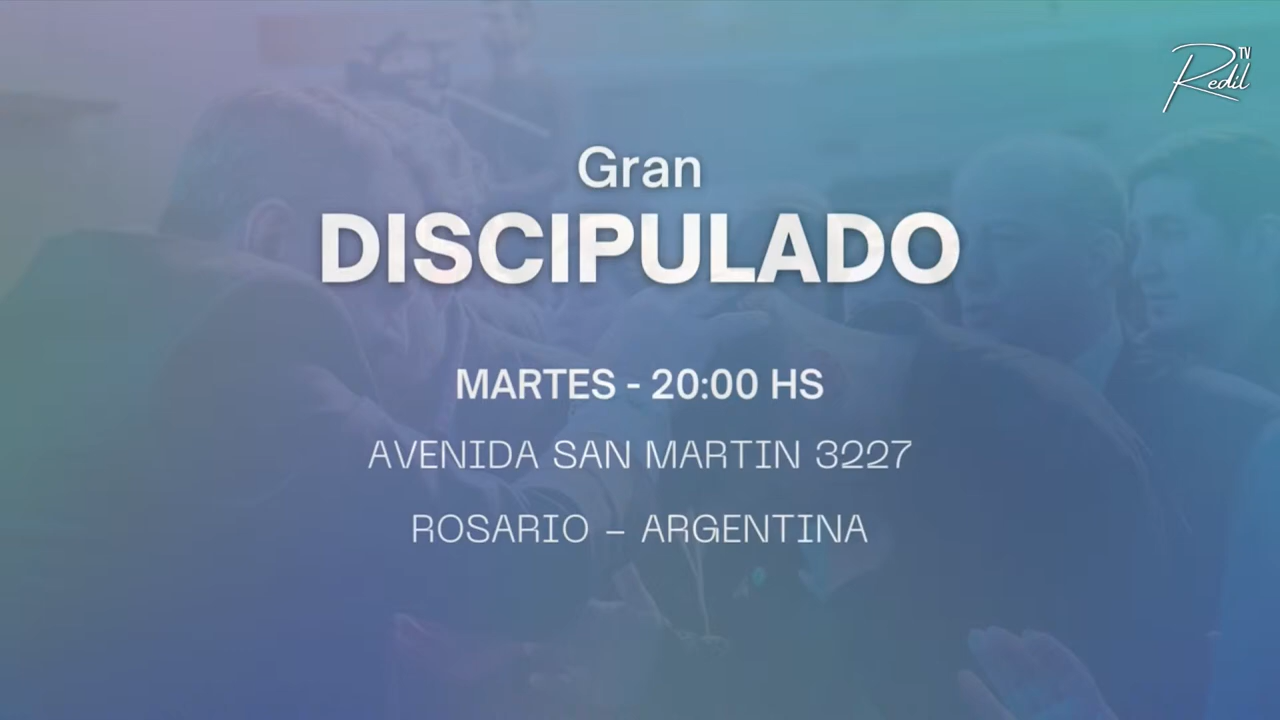 Redil TV
Gran
DISCIPULADO
MARTES - 20:00 HS
AVENIDA SAN MARTIN 3227
ROSARIO - ARGENTINA